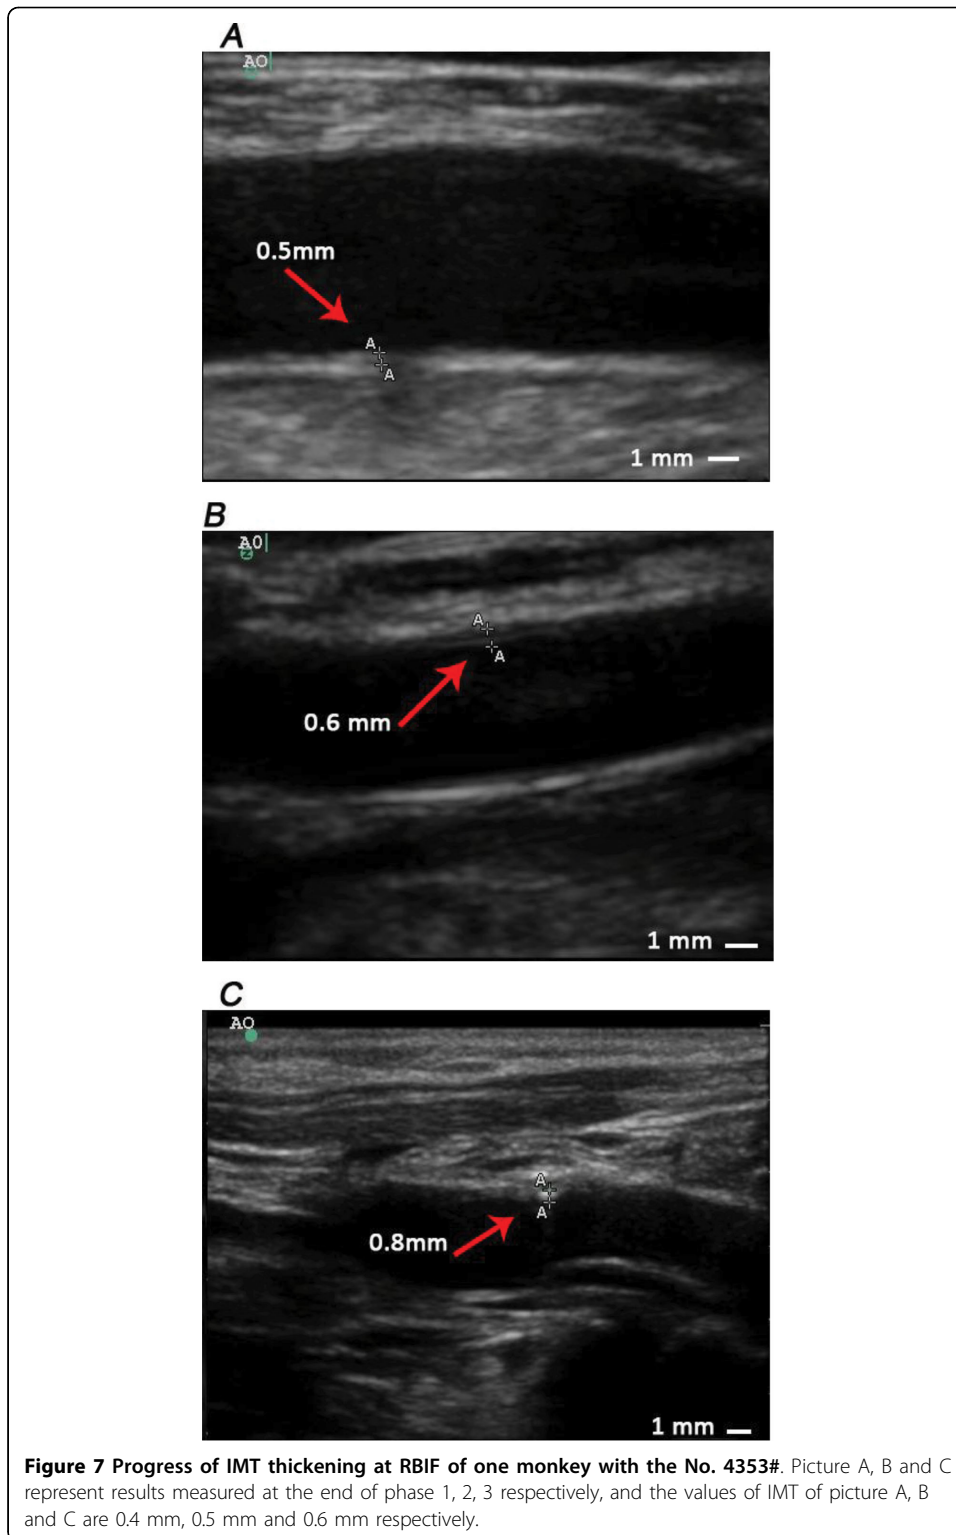 A
AO
0.5mm
A
A
1 mm
B
A0
Z
A
A
0.6 mm
1 mm
C
AO
A
A
0.8mm
1 mm
Figure 7 Progress of IMT thickening at RBIF of one monkey with the No. 4353#. Picture A, B and C
represent results measured at the end of phase 1, 2, 3 respectively, and the values of IMT of picture A, B
and C are 0.4 mm, 0.5 mm and 0.6 mm respectively.